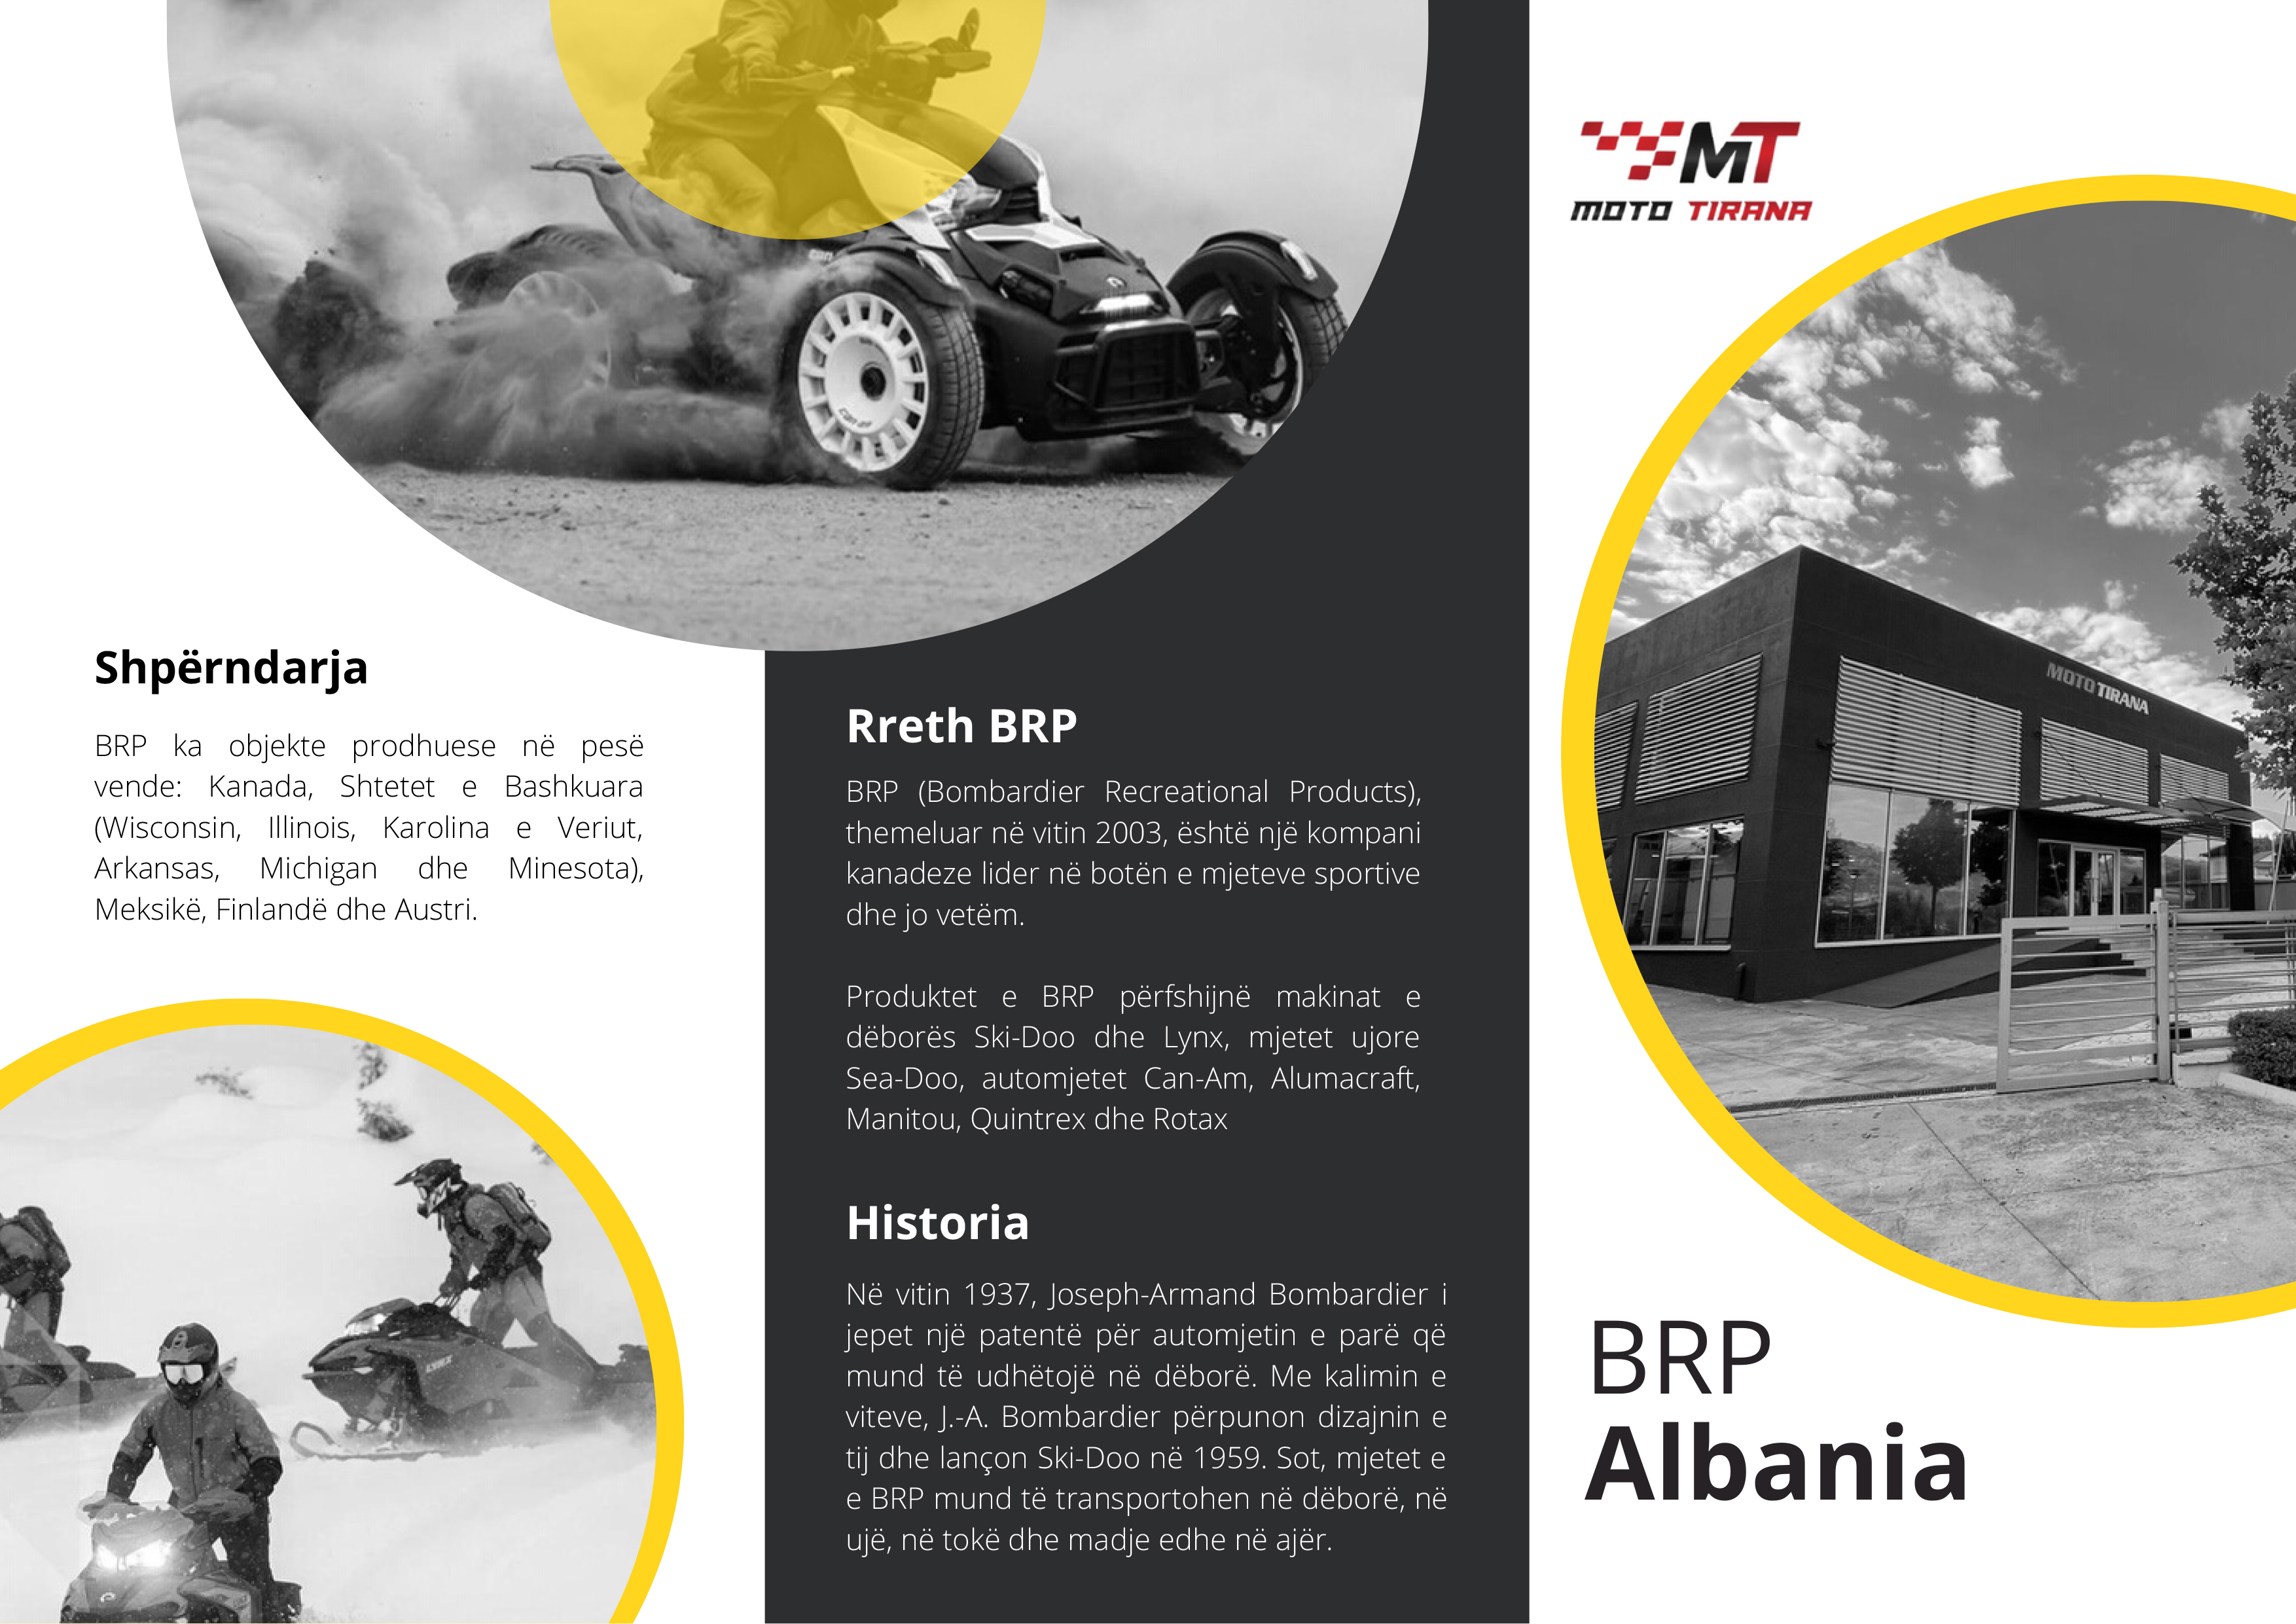 Shpërndarja
BRP ka objekte prodhuese në pesë
vende: Kanada, Shtetet e Bashkuara
(Wisconsin, Illinois, Karolina e Veriut,
Arkansas, Michigan dhe Minesota),
Meksikë, Finlandë dhe Austri.
LYNX
can
can-am
Rreth BRP
BRP (Bombardier Recreational Products),
themeluar në vitin 2003, është një kompani
kanadeze lider në botën e mjeteve sportive
dhe jo vetëm.
Produktet e BRP përfshijnë makinat e
dëborës Ski-Doo dhe Lynx, mjetet ujore
Sea-Doo, automjetet Can-Am, Alumacraft,
Manitou, Quintrex dhe Rotax
Historia
Në vitin 1937, Joseph-Armand Bombardier i
jepet një patentë për automjetin e parë që
mund të udhëtojë në dëborë. Me kalimin e
viteve, J.-A. Bombardier përpunon dizajnin e
tij dhe lançon Ski-Doo në 1959. Sot, mjetet e
e BRP mund të transportohen në dëborë, në
ujë, në tokë dhe madje edhe në ajër.
MT
MOTO TIRANA
MOTO TIRANA
BRP
Albania